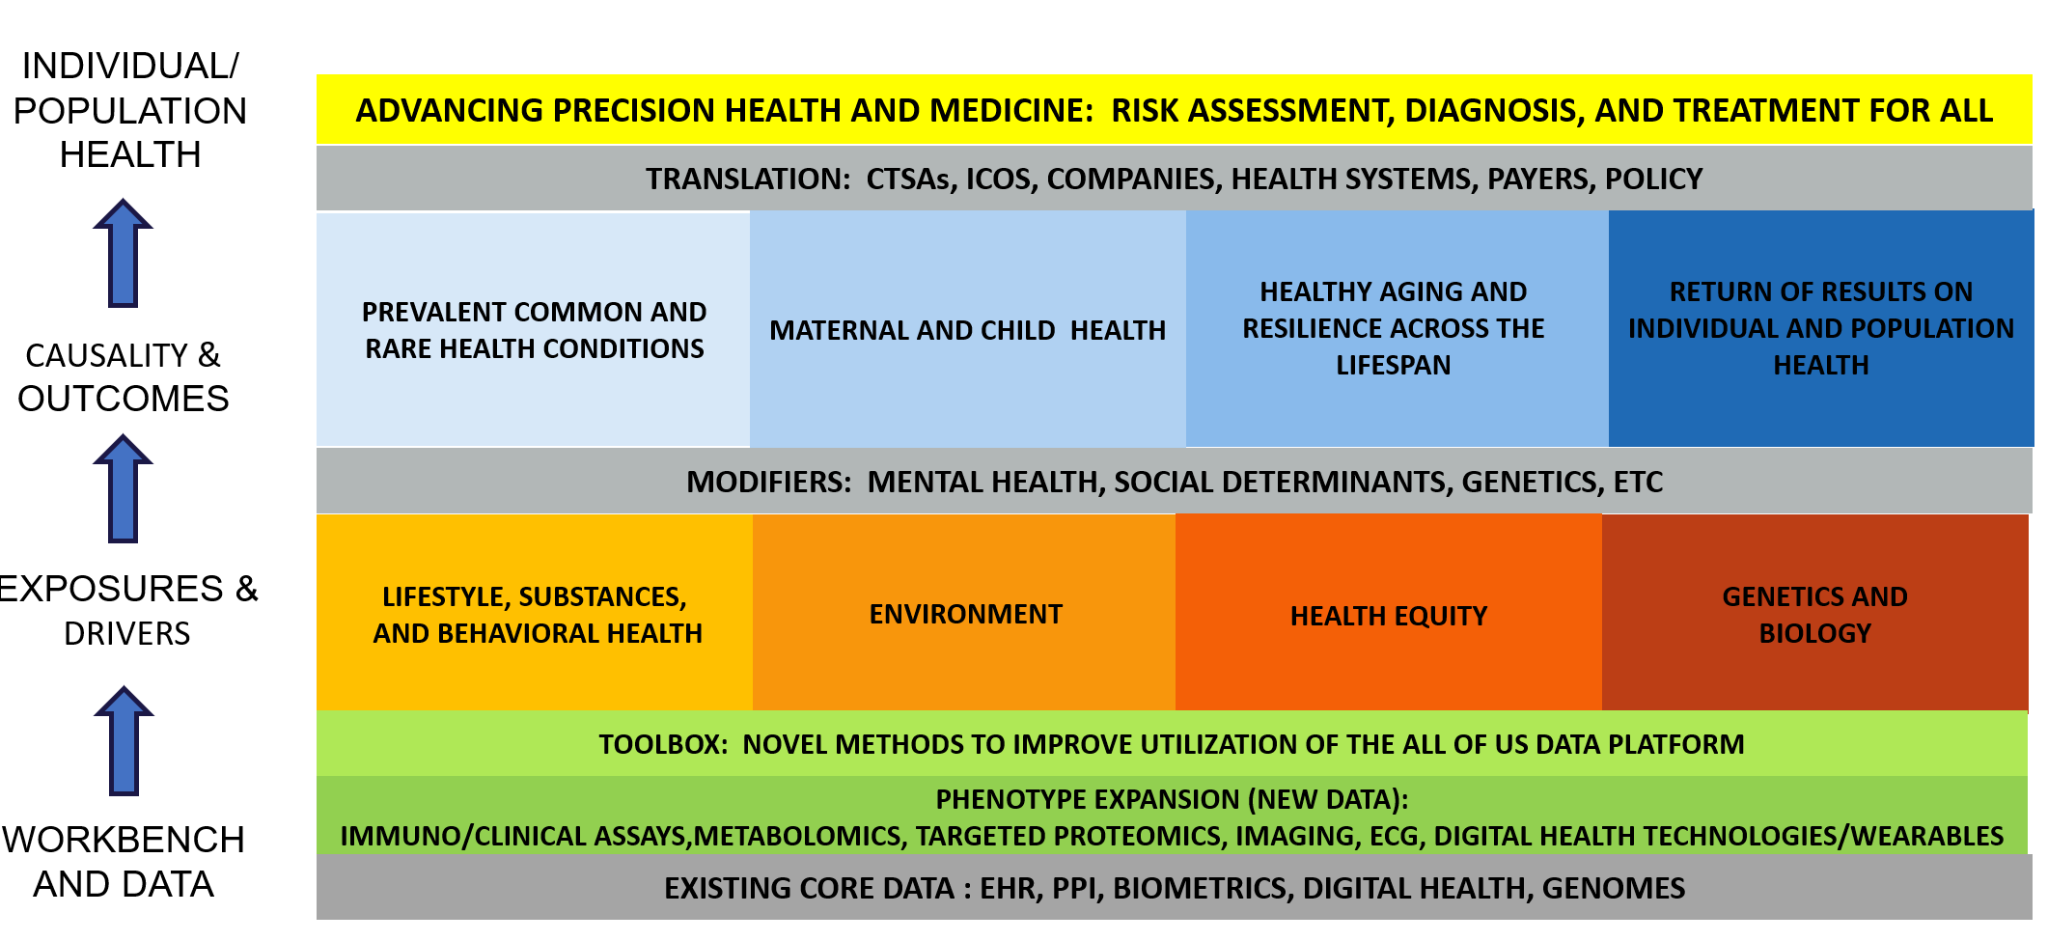 INDIVIDUAL/
POPULATION
HEALTH
CAUSALITY &
OUTCOMES
EXPOSURES &
DRIVERS
WORKBENCH
AND DATA
ADVANCING PRECISION HEALTH AND MEDICINE:  RISK ASSESSMENT, DIAGNOSIS, AND TREATMENT FOR ALL
TRANSLATION:  CTSAs, ICOS, COMPANIES, HEALTH SYSTEMS, PAYERS, POLICY
PREVALENT COMMON AND
RARE HEALTH CONDITIONS
MATERNAL AND CHILD  HEALTH
HEALTHY AGING AND
RESILIENCE ACROSS THE
LIFESPAN
RETURN OF RESULTS ON
INDIVIDUAL AND POPULATION
HEALTH
MODIFIERS:  MENTAL HEALTH, SOCIAL DETERMINANTS, GENETICS, ETC
LIFESTYLE, SUBSTANCES,
AND BEHAVIORAL HEALTH
ENVIRONMENT
HEALTH EQUITY
GENETICS AND
BIOLOGY
TOOLBOX:  NOVEL METHODS TO IMPROVE UTILIZATION OF THE ALL OF US DATA PLATFORM
PHENOTYPE EXPANSION (NEW DATA):
IMMUNO/CLINICAL ASSAYS,METABOLOMICS, TARGETED PROTEOMICS, IMAGING, ECG, DIGITAL HEALTH TECHNOLOGIES/WEARABLES
EXISTING CORE DATA : EHR, PPI, BIOMETRICS, DIGITAL HEALTH, GENOMES